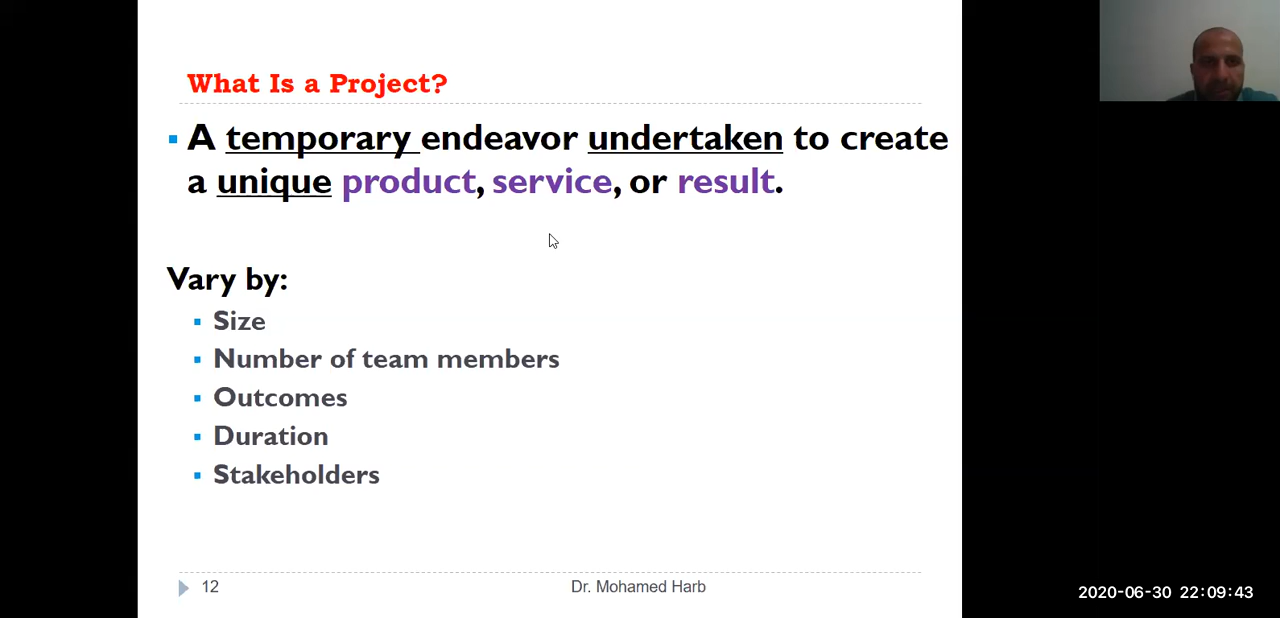 What Is a Project?
A temporary endeavor undertaken to create
a unique product, service, or result.
Vary by:
Size
Number of team members
Outcomes
Duration
Stakeholders
12
Dr. Mohamed Harb
2020-06-30 22:09:43